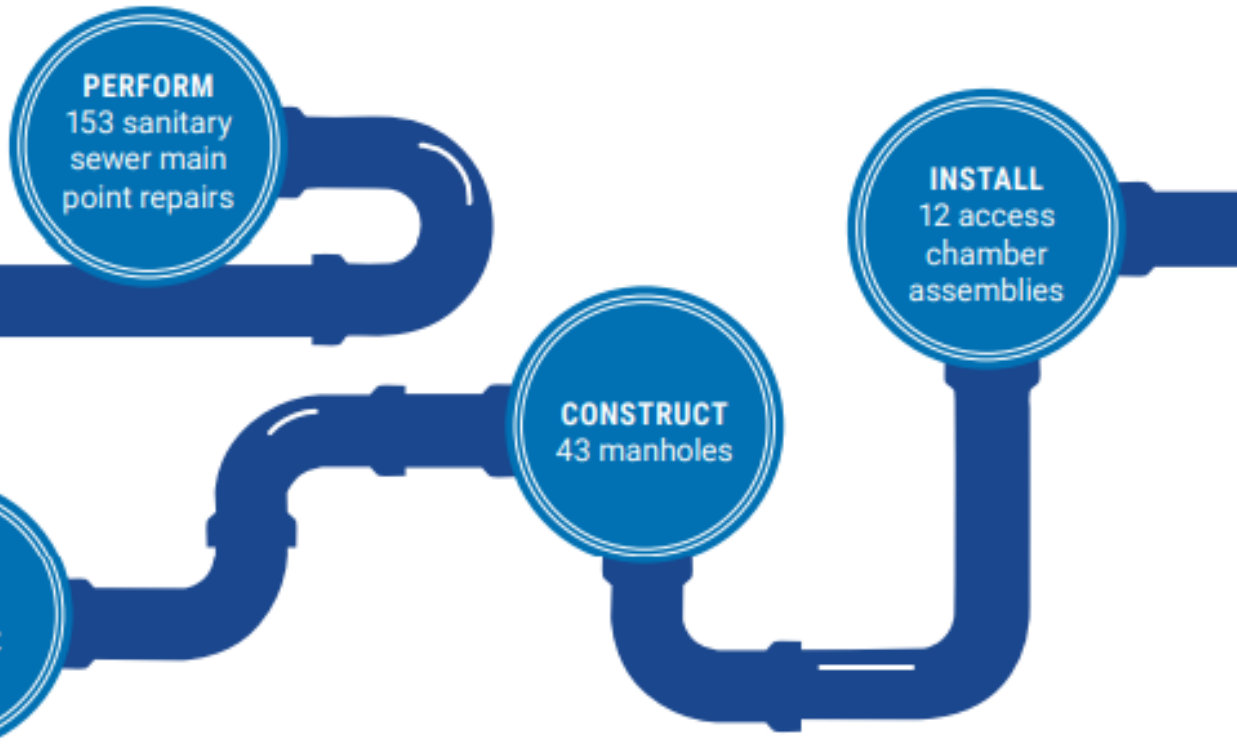 PERFORM
153 sanitary
sewer main
point repairs
INSTALL
12 access
chamber
assemblies
CONSTRUCT
43 manholes